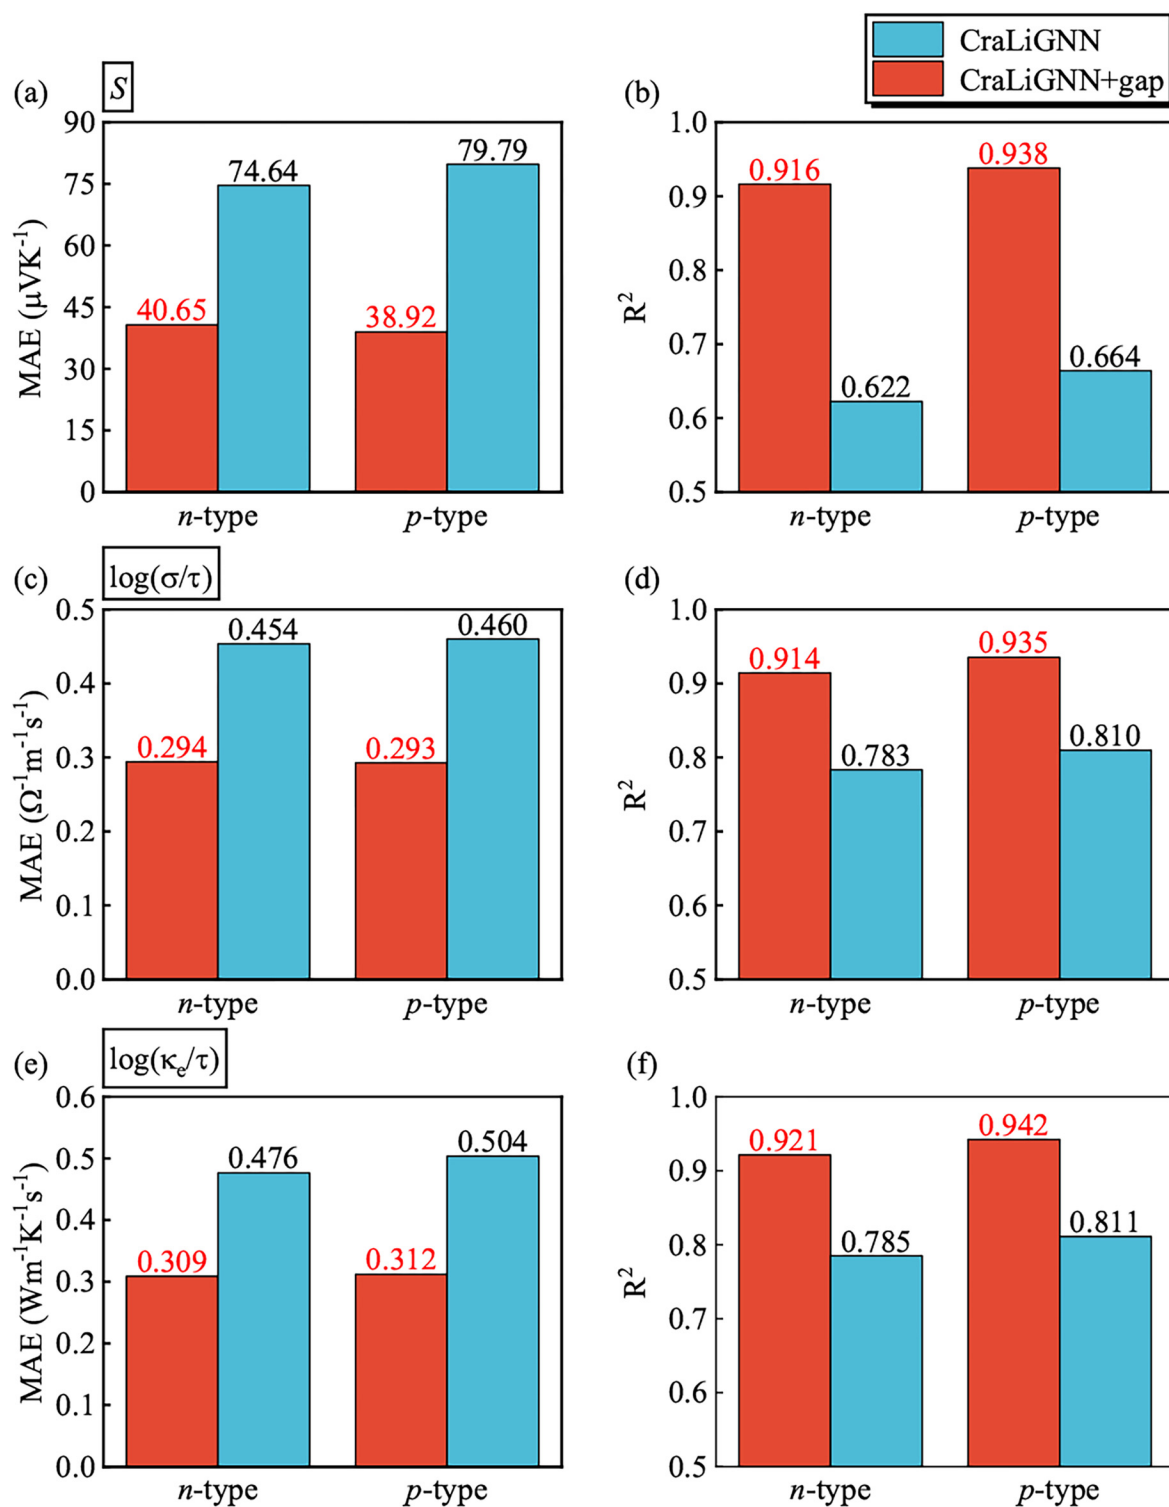 CraLiGNN
CraLiGNN+gap
(a)
S
90
75
60
45
30
15
0
MAE (μVK⁻¹)
40.65
74.64
38.92
79.79
n-type
p-type
(b)
1.0
0.9
0.8
0.7
0.6
0.5
R²
0.916
0.622
0.938
0.664
n-type
p-type
(c)
log(σ/τ)
0.5
0.4
0.3
0.2
0.1
0.0
MAE (Ω⁻¹m⁻¹s⁻¹)
0.294
0.454
0.293
0.460
n-type
p-type
(d)
1.0
0.9
0.8
0.7
0.6
0.5
R²
0.914
0.783
0.935
0.810
n-type
p-type
(e)
log(κₑ/τ)
0.6
0.5
0.4
0.3
0.2
0.1
0.0
MAE (Wm⁻¹K⁻¹s⁻¹)
0.309
0.476
0.312
0.504
n-type
p-type
(f)
1.0
0.9
0.8
0.7
0.6
0.5
R²
0.921
0.785
0.942
0.811
n-type
p-type